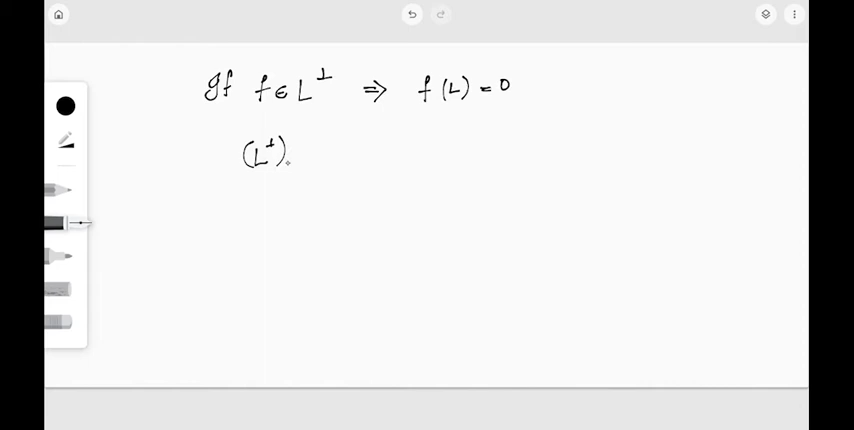 If f ∈ L^⊥ ⇒ f(L) = 0
(L^⊥)